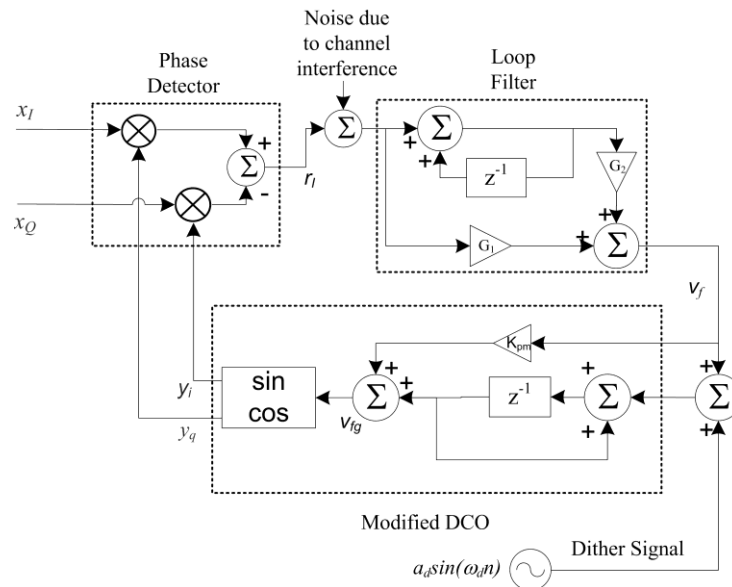 Noise due
to channel
interference
Phase
Detector
Loop
Filter
x_I
+
Σ
-
r_I
Σ
x_Q
+
+
Σ
z^-1
G_2
G_1
+
+
Σ
v_f
K_pm
y_i
y_q
sin
cos
+
+
Σ
v_fg
z^-1
+
+
Σ
+
+
Σ
Modified DCO
Dither Signal
a_d sin(ω_d n)